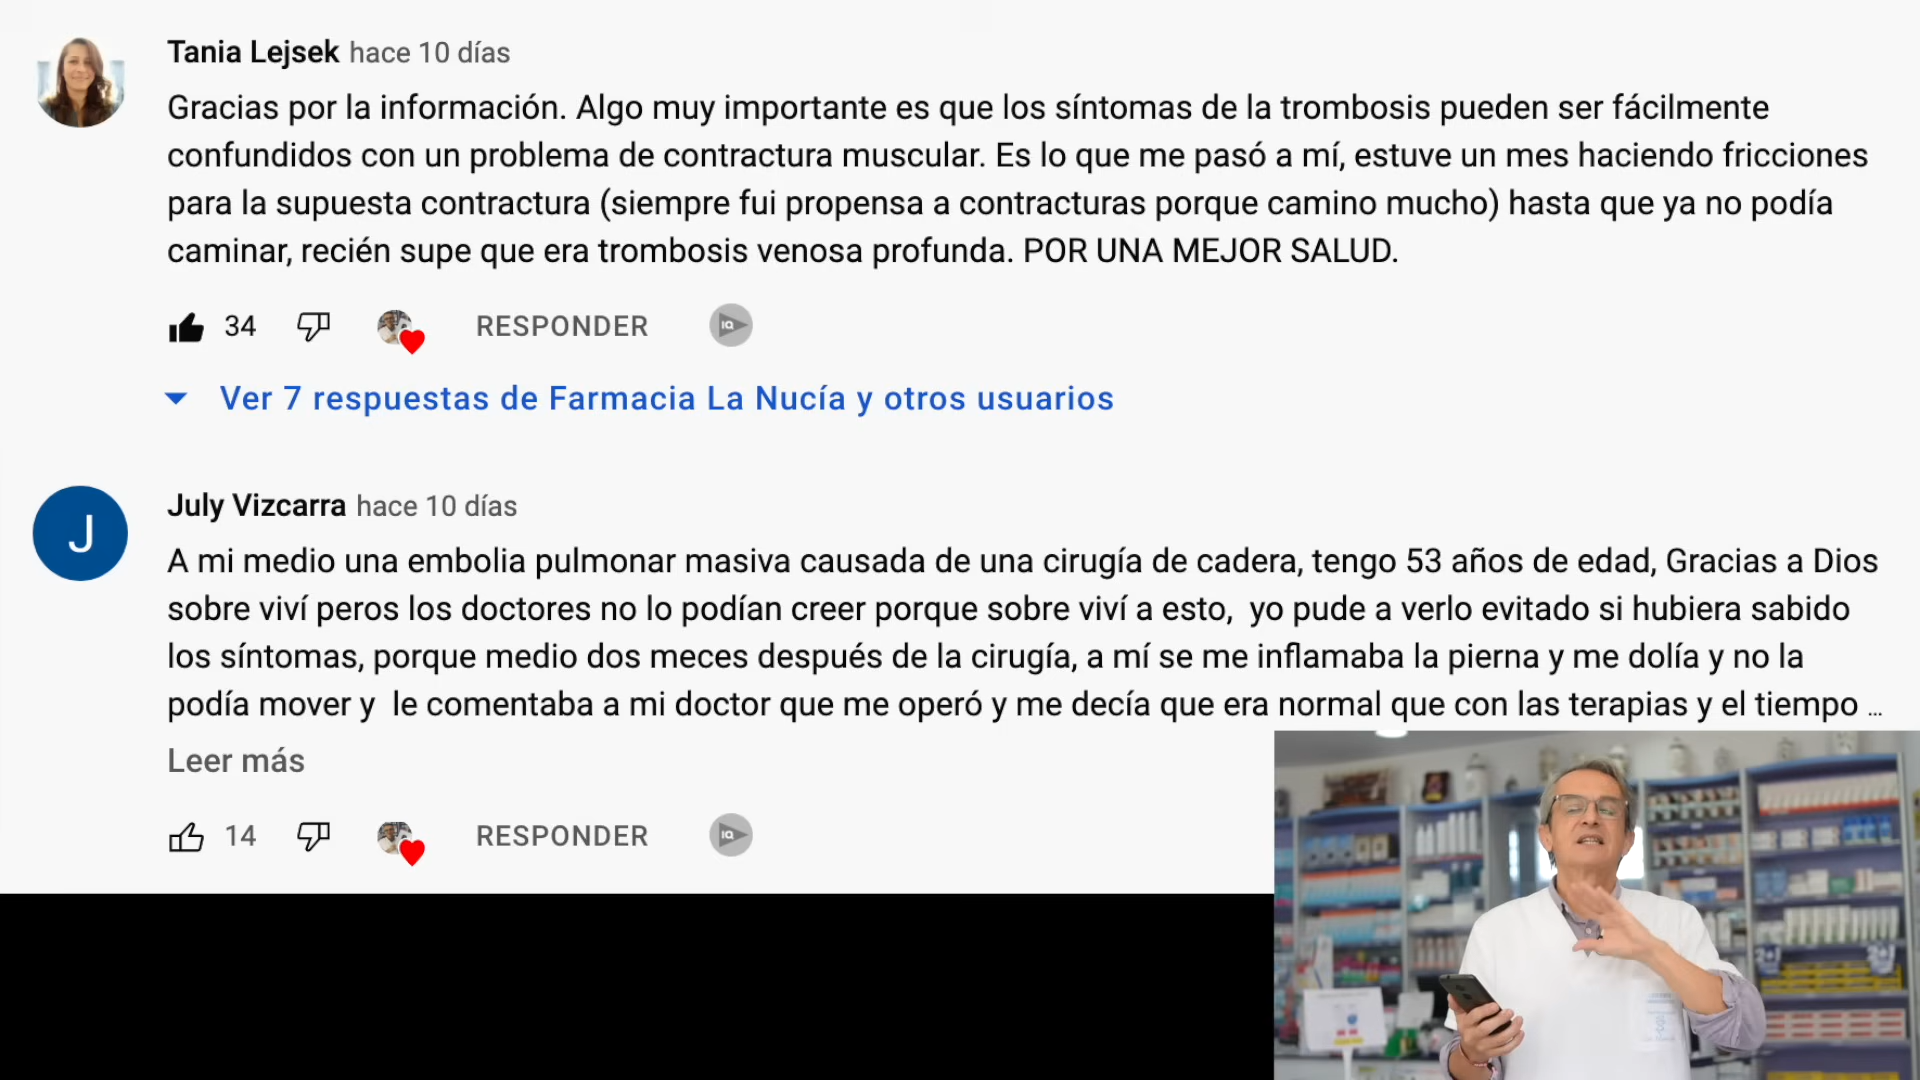 Tania Lejsek hace 10 días
Gracias por la información. Algo muy importante es que los síntomas de la trombosis pueden ser fácilmente
confundidos con un problema de contractura muscular. Es lo que me pasó a mí, estuve un mes haciendo fricciones
para la supuesta contractura (siempre fui propensa a contracturas porque camino mucho) hasta que ya no podía
caminar, recién supe que era trombosis venosa profunda. POR UNA MEJOR SALUD.
34 RESPONDER IQ
Ver 7 respuestas de Farmacia La Nucía y otros usuarios
J
July Vizcarra hace 10 días
A mi medio una embolia pulmonar masiva causada de una cirugía de cadera, tengo 53 años de edad, Gracias a Dios
sobre viví peros los doctores no lo podían creer porque sobre viví a esto,  yo pude a verlo evitado si hubiera sabido
los síntomas, porque medio dos meces después de la cirugía, a mí se me inflamaba la pierna y me dolía y no la
podía mover y  le comentaba a mi doctor que me operó y me decía que era normal que con las terapias y el tiempo ...
Leer más
14 RESPONDER IQ